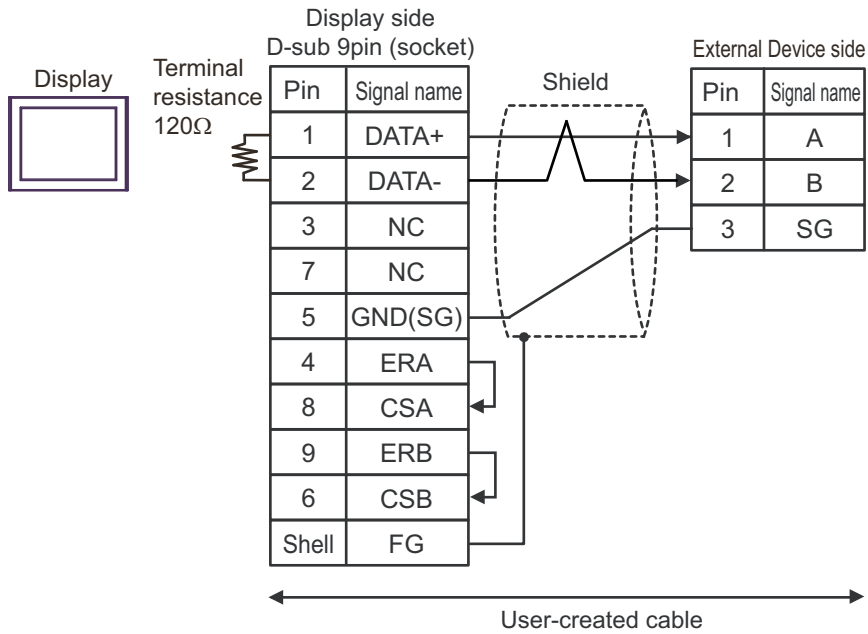 Display side
D-sub 9pin (socket)
External Device side
Display
Terminal
resistance
120Ω
Shield
Pin Signal name
1 DATA+
2 DATA-
3 NC
7 NC
5 GND(SG)
4 ERA
8 CSA
9 ERB
6 CSB
Shell FG
Pin Signal name
1 A
2 B
3 SG
User-created cable